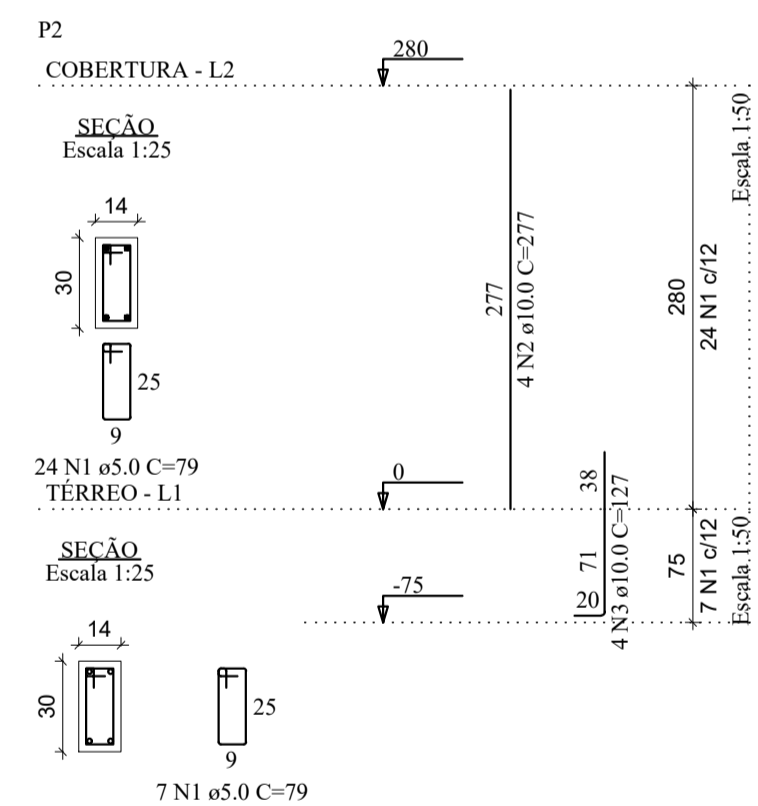 P2
280
COBERTURA - L2
SEÇÃO
Escala 1:25
14
30
25
9
24 N1 ø5.0 C=79
277
4 N2 ø10.0 C=277
280
24 N1 c/12
Escala 1:50
TÉRREO - L1
0
SEÇÃO
Escala 1:25
-75
38
71
20
4 N3 ø10.0 C=127
75
7 N1 c/12
Escala 1:50
14
30
25
9
7 N1 ø5.0 C=79